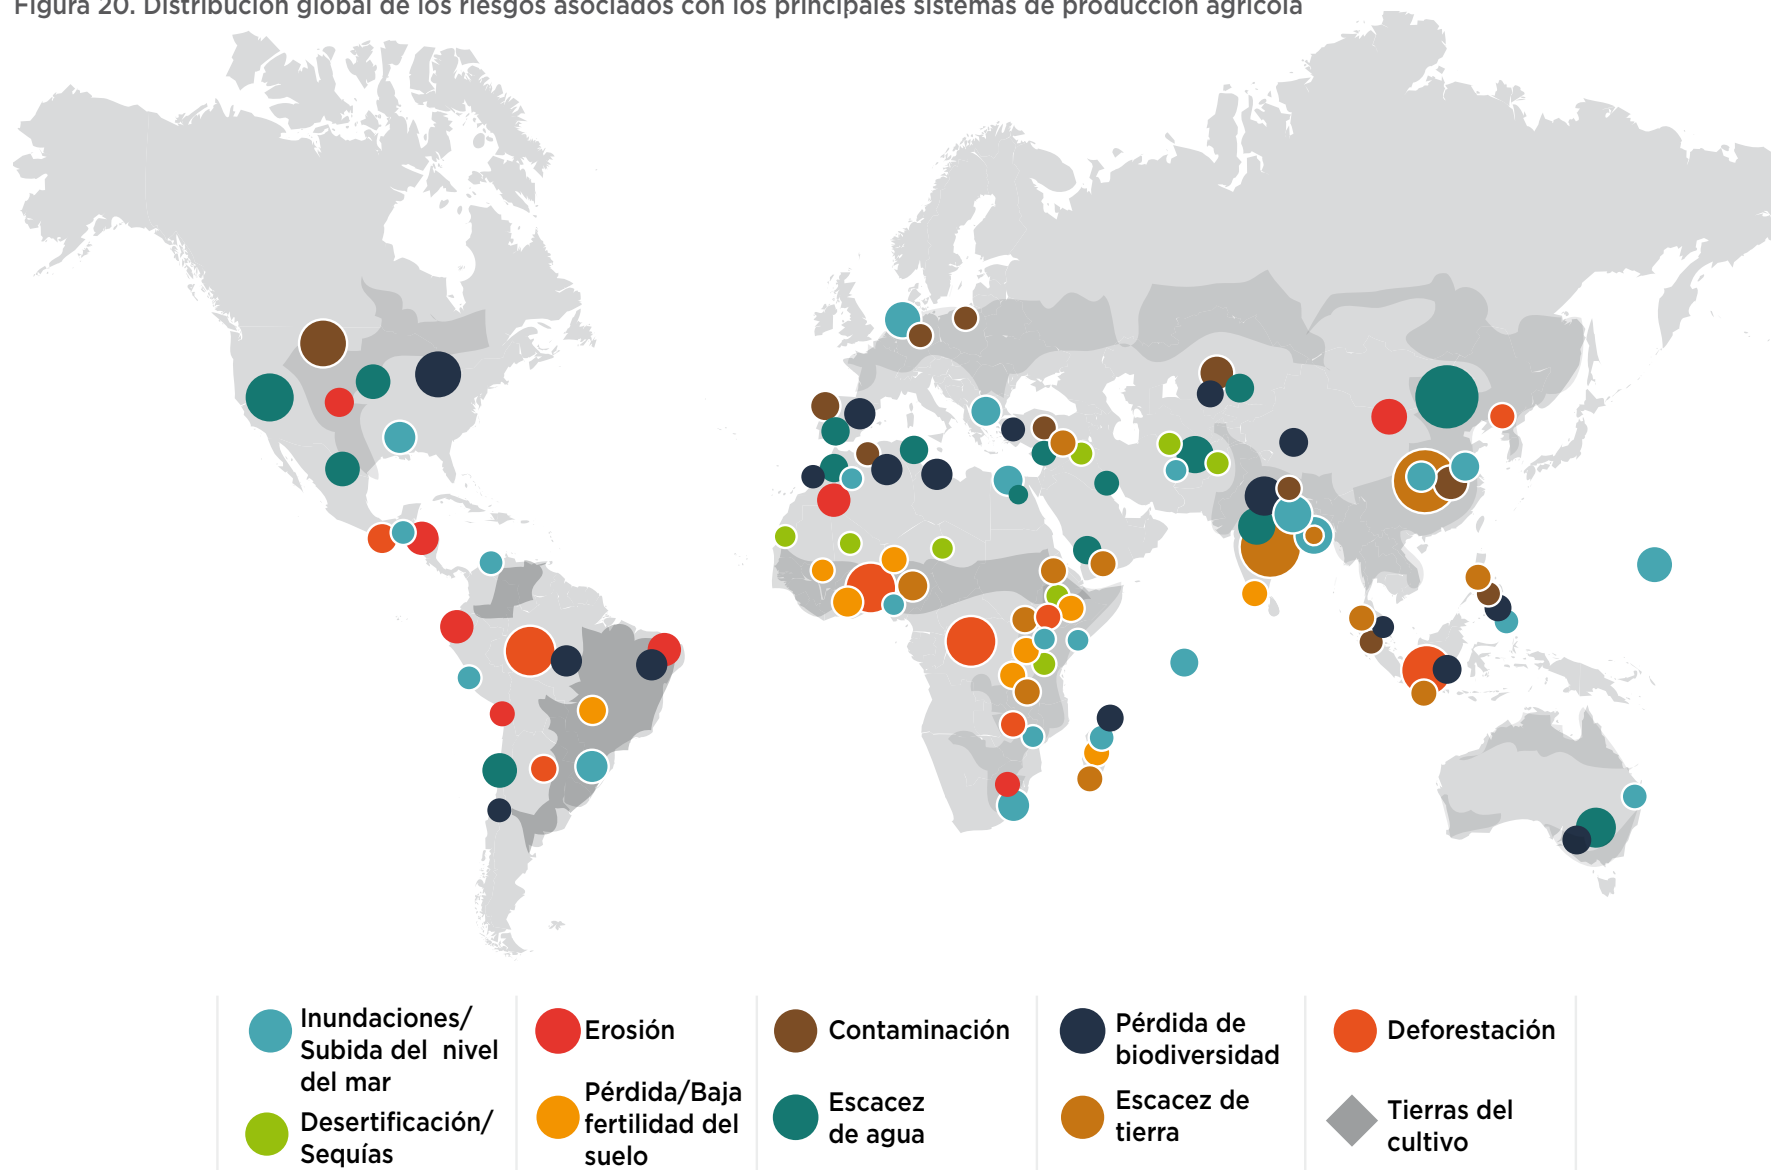 Figura 20. Distribución global de los riesgos asociados con los principales sistemas de producción agrícola
Inundaciones/
Subida del nivel
del mar
Desertificación/
Sequías
Erosión
Pérdida/Baja
fertilidad del
suelo
Contaminación
Escacez
de agua
Pérdida de
biodiversidad
Escacez de
tierra
Deforestación
Tierras del
cultivo